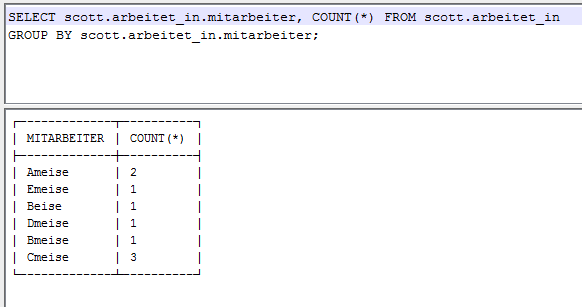 SELECT scott.arbeitet_in.mitarbeiter, COUNT(*) FROM scott.arbeitet_in
GROUP BY scott.arbeitet_in.mitarbeiter;
MITARBEITER | COUNT(*)
Ameise | 2
Emeise | 1
Beise | 1
Dmeise | 1
Bmeise | 1
Cmeise | 3